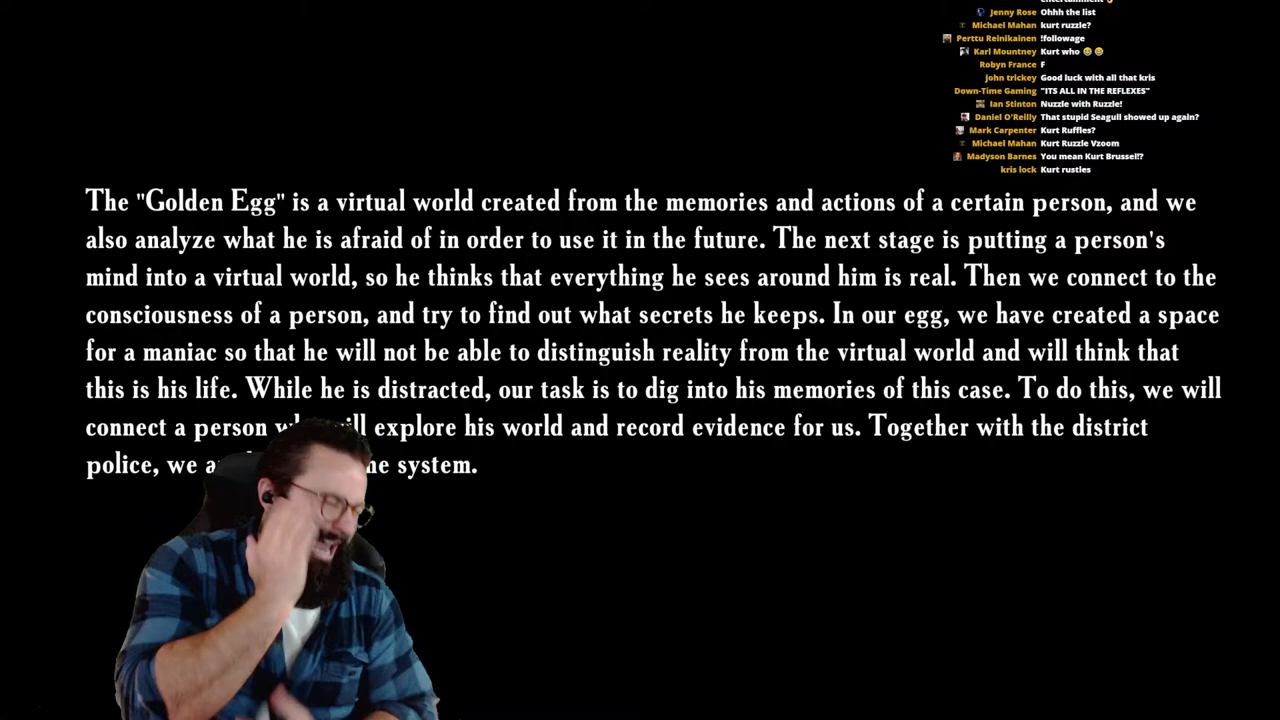 Jenny Rose Ohhh the list
Michael Mahan kurt ruzzle?
Perttu Reinikainen !followage
Karl Mountney Kurt who 😂 😂
Robyn France F
john trickey Good luck with all that kris
Down-Time Gaming "ITS ALL IN THE REFLEXES"
Ian Stinton Nuzzle with Ruzzle!
Daniel O'Reilly That stupid Seagull showed up again?
Mark Carpenter Kurt Ruffles?
Michael Mahan Kurt Ruzzle Vzoom
Madyson Barnes You mean Kurt Brussel!?
kris lock Kurt rustles
The "Golden Egg" is a virtual world created from the memories and actions of a certain person, and we
also analyze what he is afraid of in order to use it in the future. The next stage is putting a person's
mind into a virtual world, so he thinks that everything he sees around him is real. Then we connect to the
consciousness of a person, and try to find out what secrets he keeps. In our egg, we have created a space
for a maniac so that he will not be able to distinguish reality from the virtual world and will think that
this is his life. While he is distracted, our task is to dig into his memories of this case. To do this, we will
connect a person explore his world and record evidence for us. Together with the district
police, we system.